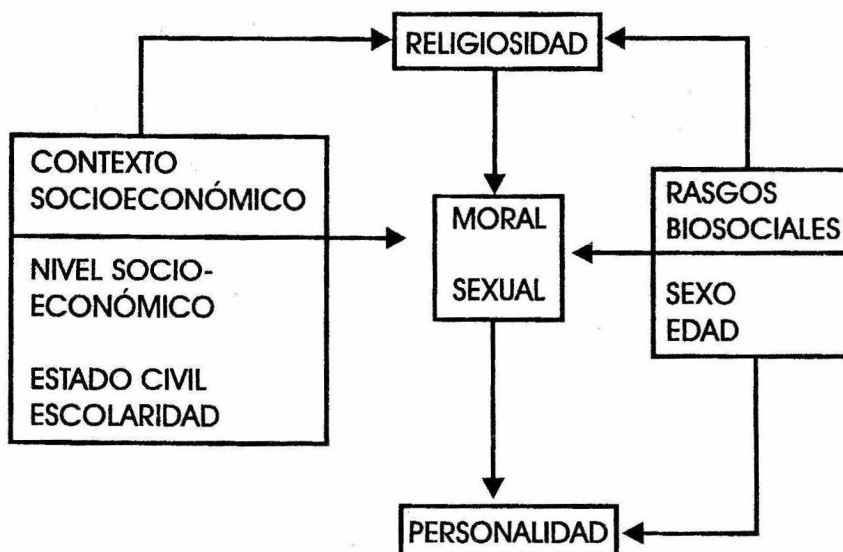 RELIGIOSIDAD
CONTEXTO
SOCIOECONÓMICO
NIVEL SOCIO-
ECONÓMICO
ESTADO CIVIL
ESCOLARIDAD
MORAL
SEXUAL
RASGOS
BIOSOCIALES
SEXO
EDAD
PERSONALIDAD